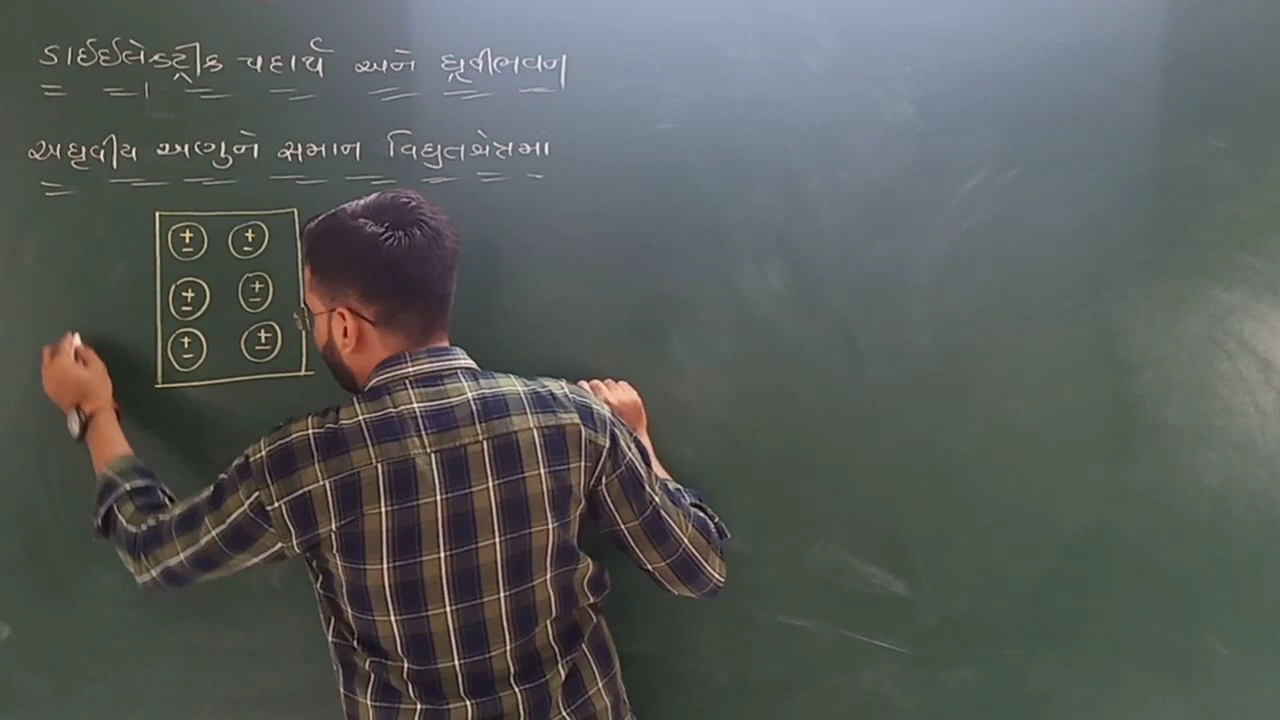 ડાઈઈલેક્ટ્રીક પદાર્થ અને ધ્રૂવીભવન
અધ્રુવીય અણુને સમાન વિદ્યુતક્ષેત્રમાં
+ − + −
+ − + −
+ − + −